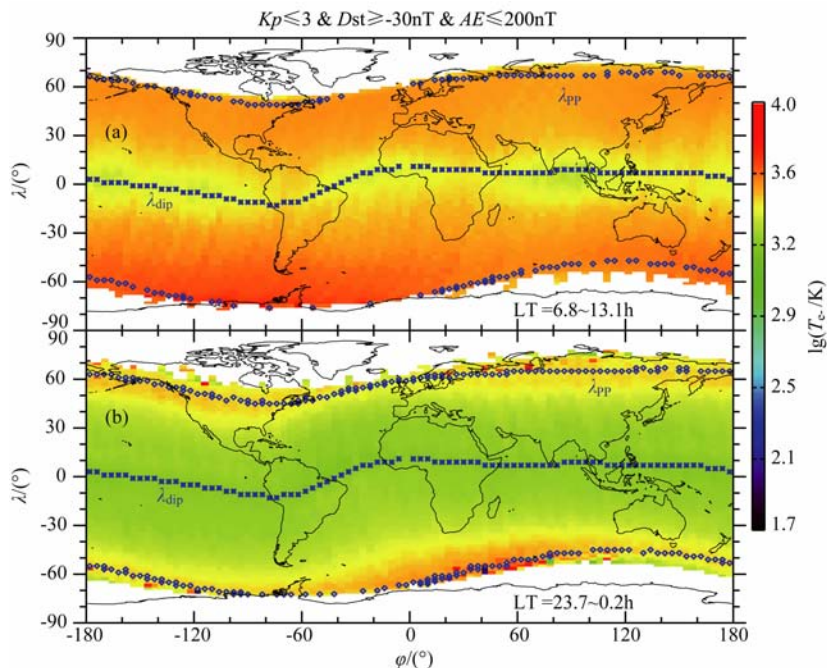 Kp≤3 & Dst≥-30nT & AE≤200nT
90
60
30
0
-30
-60
-90
λ/(°)
(a)
λpp
λdip
LT =6.8~13.1h
90
60
30
0
-30
-60
-90
λ/(°)
(b)
λpp
λdip
LT =23.7~0.2h
-180
-120
-60
0
60
120
180
φ/(°)
4.0
3.6
3.2
2.9
2.5
2.1
1.7
lg(Te-/K)